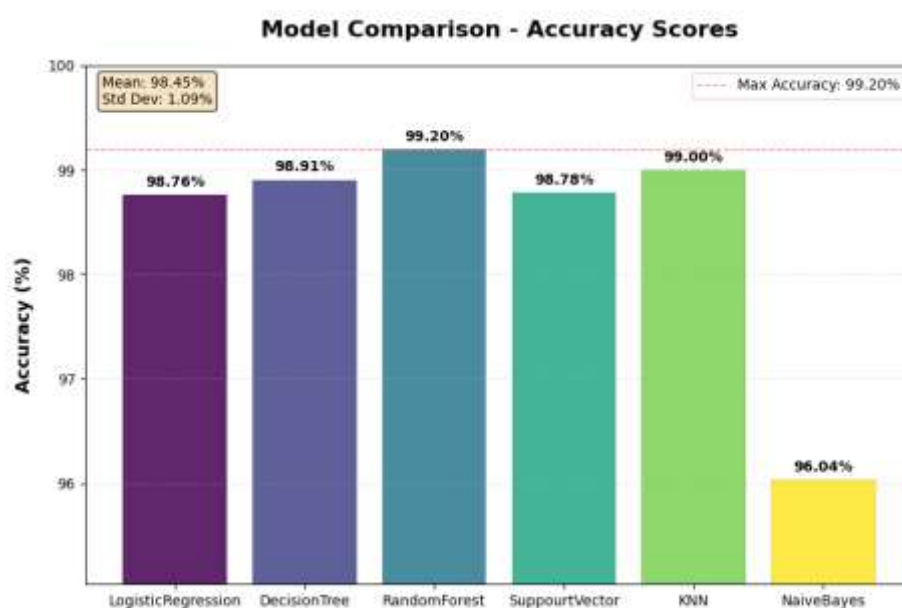 Model Comparison - Accuracy Scores
100
Mean: 98.45%
Std Dev: 1.09%
Max Accuracy: 99.20%
99.20%
99.00%
98.91%
98.76%
98.78%
99
98
97
96
96.04%
Accuracy (%)
LogisticRegression
DecisionTree
RandomForest
SuppourtVector
KNN
NaiveBayes